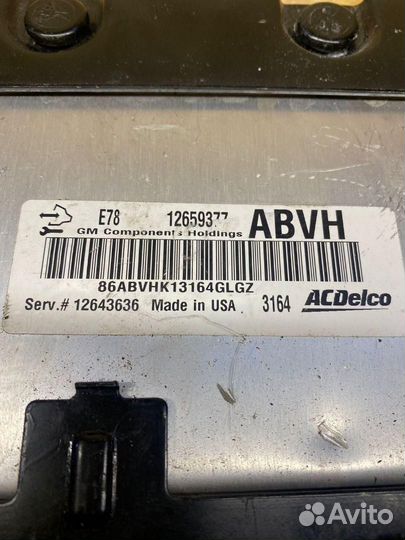 E78 12659377 ABVH
GM Components Holdings
86ABVHK13164GLGZ
Serv.# 12643636 Made in USA 3164 ACDelco
Avito